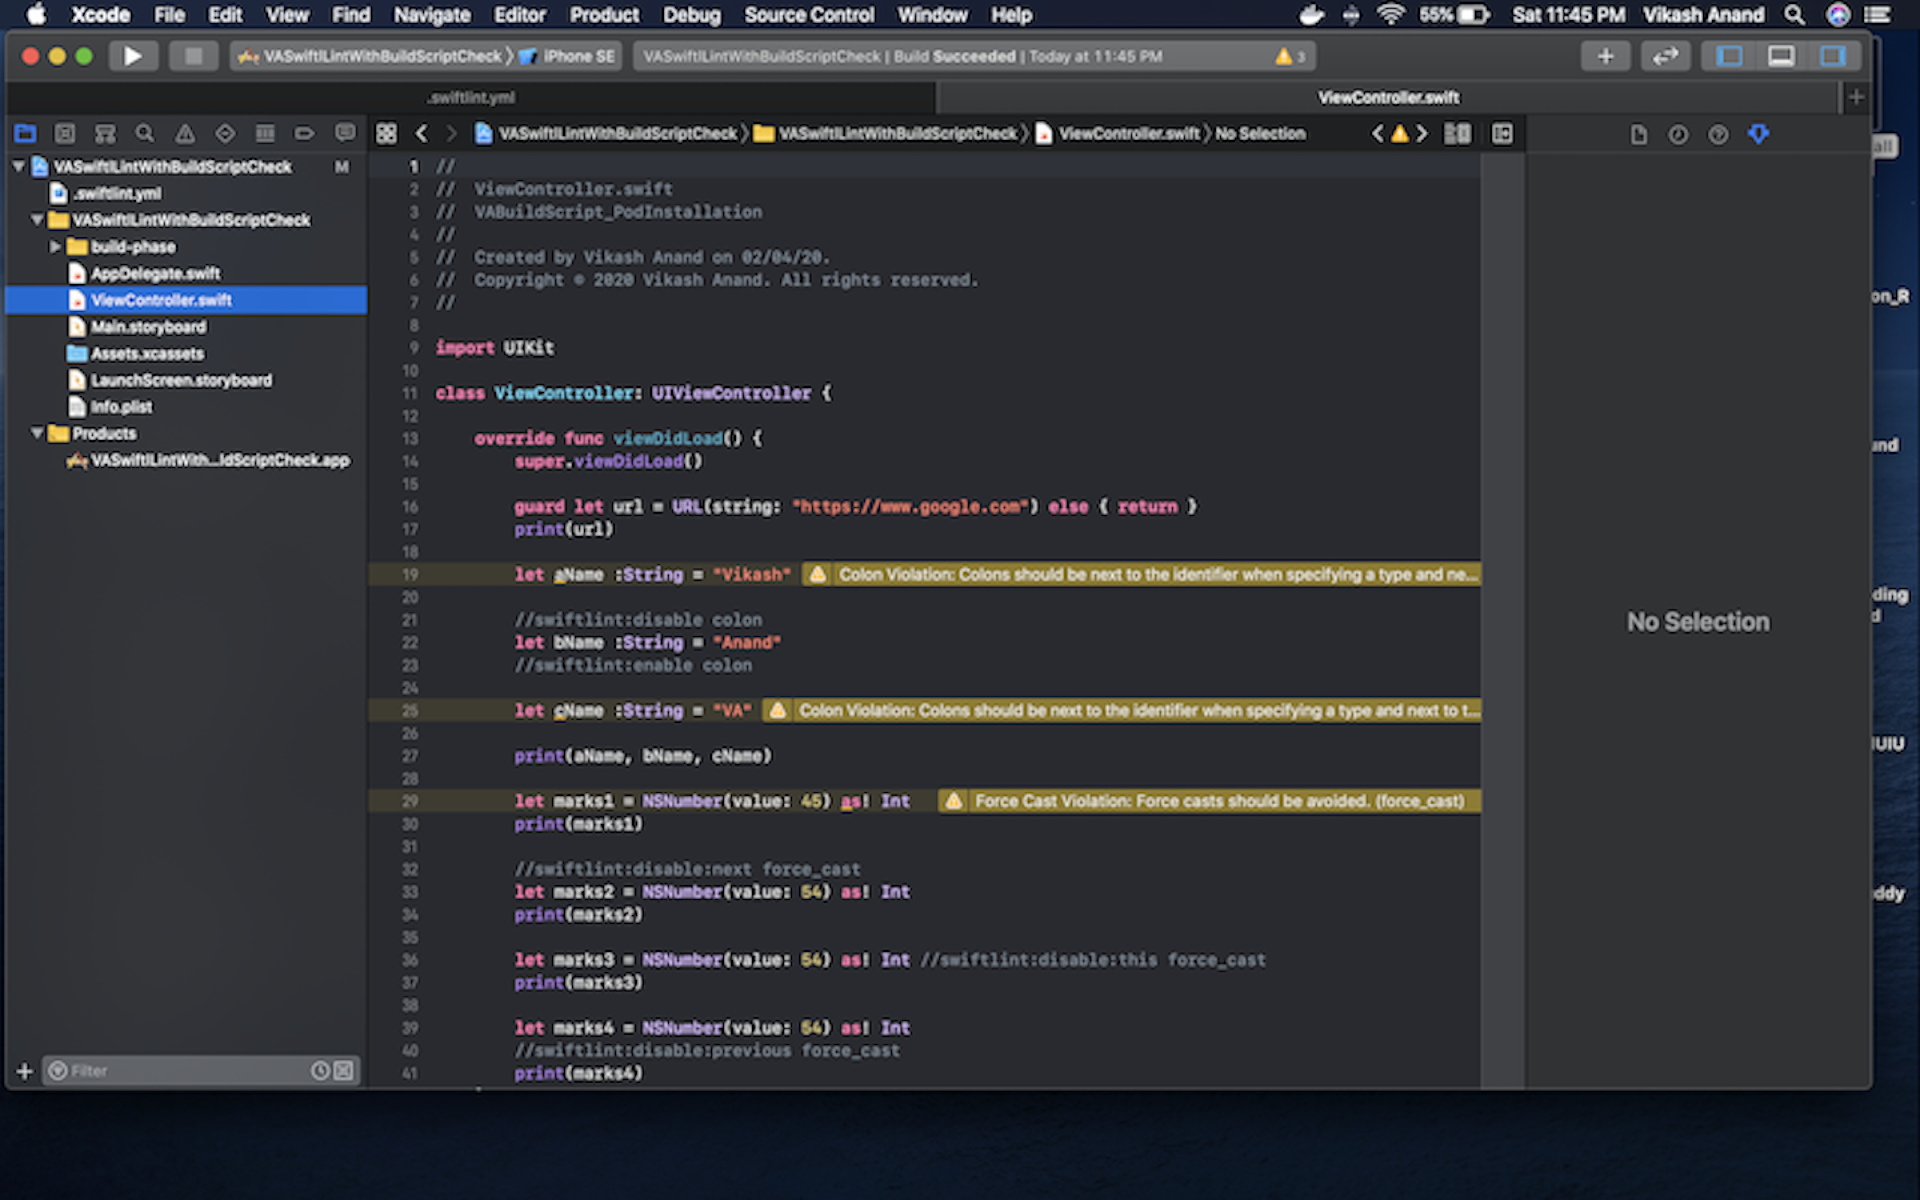 Xcode File Edit View Find Navigate Editor Product Debug Source Control Window Help 55% Sat 11:45 PM Vikash Anand
VASwiftlLintWithBuildScriptCheck iPhone SE VASwiftlLintWithBuildScriptCheck | Build Succeeded | Today at 11:45 PM 3
.swiftlint.yml ViewController.swift
VASwiftlLintWithBuildScriptCheck VASwiftlLintWithBuildScriptCheck ViewController.swift No Selection
VASwiftlLintWithBuildScriptCheck M
.swiftlint.yml
VASwiftlLintWithBuildScriptCheck
build-phase
AppDelegate.swift
ViewController.swift
Main.storyboard
Assets.xcassets
LaunchScreen.storyboard
Info.plist
Products
VASwiftlLintWith...ldScriptCheck.app
Filter
1 //
2 // ViewController.swift
3 // VABuildScript_PodInstallation
4 //
5 // Created by Vikash Anand on 02/04/20.
6 // Copyright © 2020 Vikash Anand. All rights reserved.
7 //
8
9 import UIKit
10
11 class ViewController: UIViewController {
12
13 override func viewDidLoad() {
14 super.viewDidLoad()
15
16 guard let url = URL(string: "https://www.google.com") else { return }
17 print(url)
18
19 let aName :String = "Vikash" Colon Violation: Colons should be next to the identifier when specifying a type and ne...
20
21 //swiftlint:disable colon
22 let bName :String = "Anand"
23 //swiftlint:enable colon
24
25 let cName :String = "VA" Colon Violation: Colons should be next to the identifier when specifying a type and next to t...
26
27 print(aName, bName, cName)
28
29 let marks1 = NSNumber(value: 45) as! Int Force Cast Violation: Force casts should be avoided. (force_cast)
30 print(marks1)
31
32 //swiftlint:disable:next force_cast
33 let marks2 = NSNumber(value: 54) as! Int
34 print(marks2)
35
36 let marks3 = NSNumber(value: 54) as! Int //swiftlint:disable:this force_cast
37 print(marks3)
38
39 let marks4 = NSNumber(value: 54) as! Int
40 //swiftlint:disable:previous force_cast
41 print(marks4)
No Selection
all
on_R
nd
ding
UIU
ddy